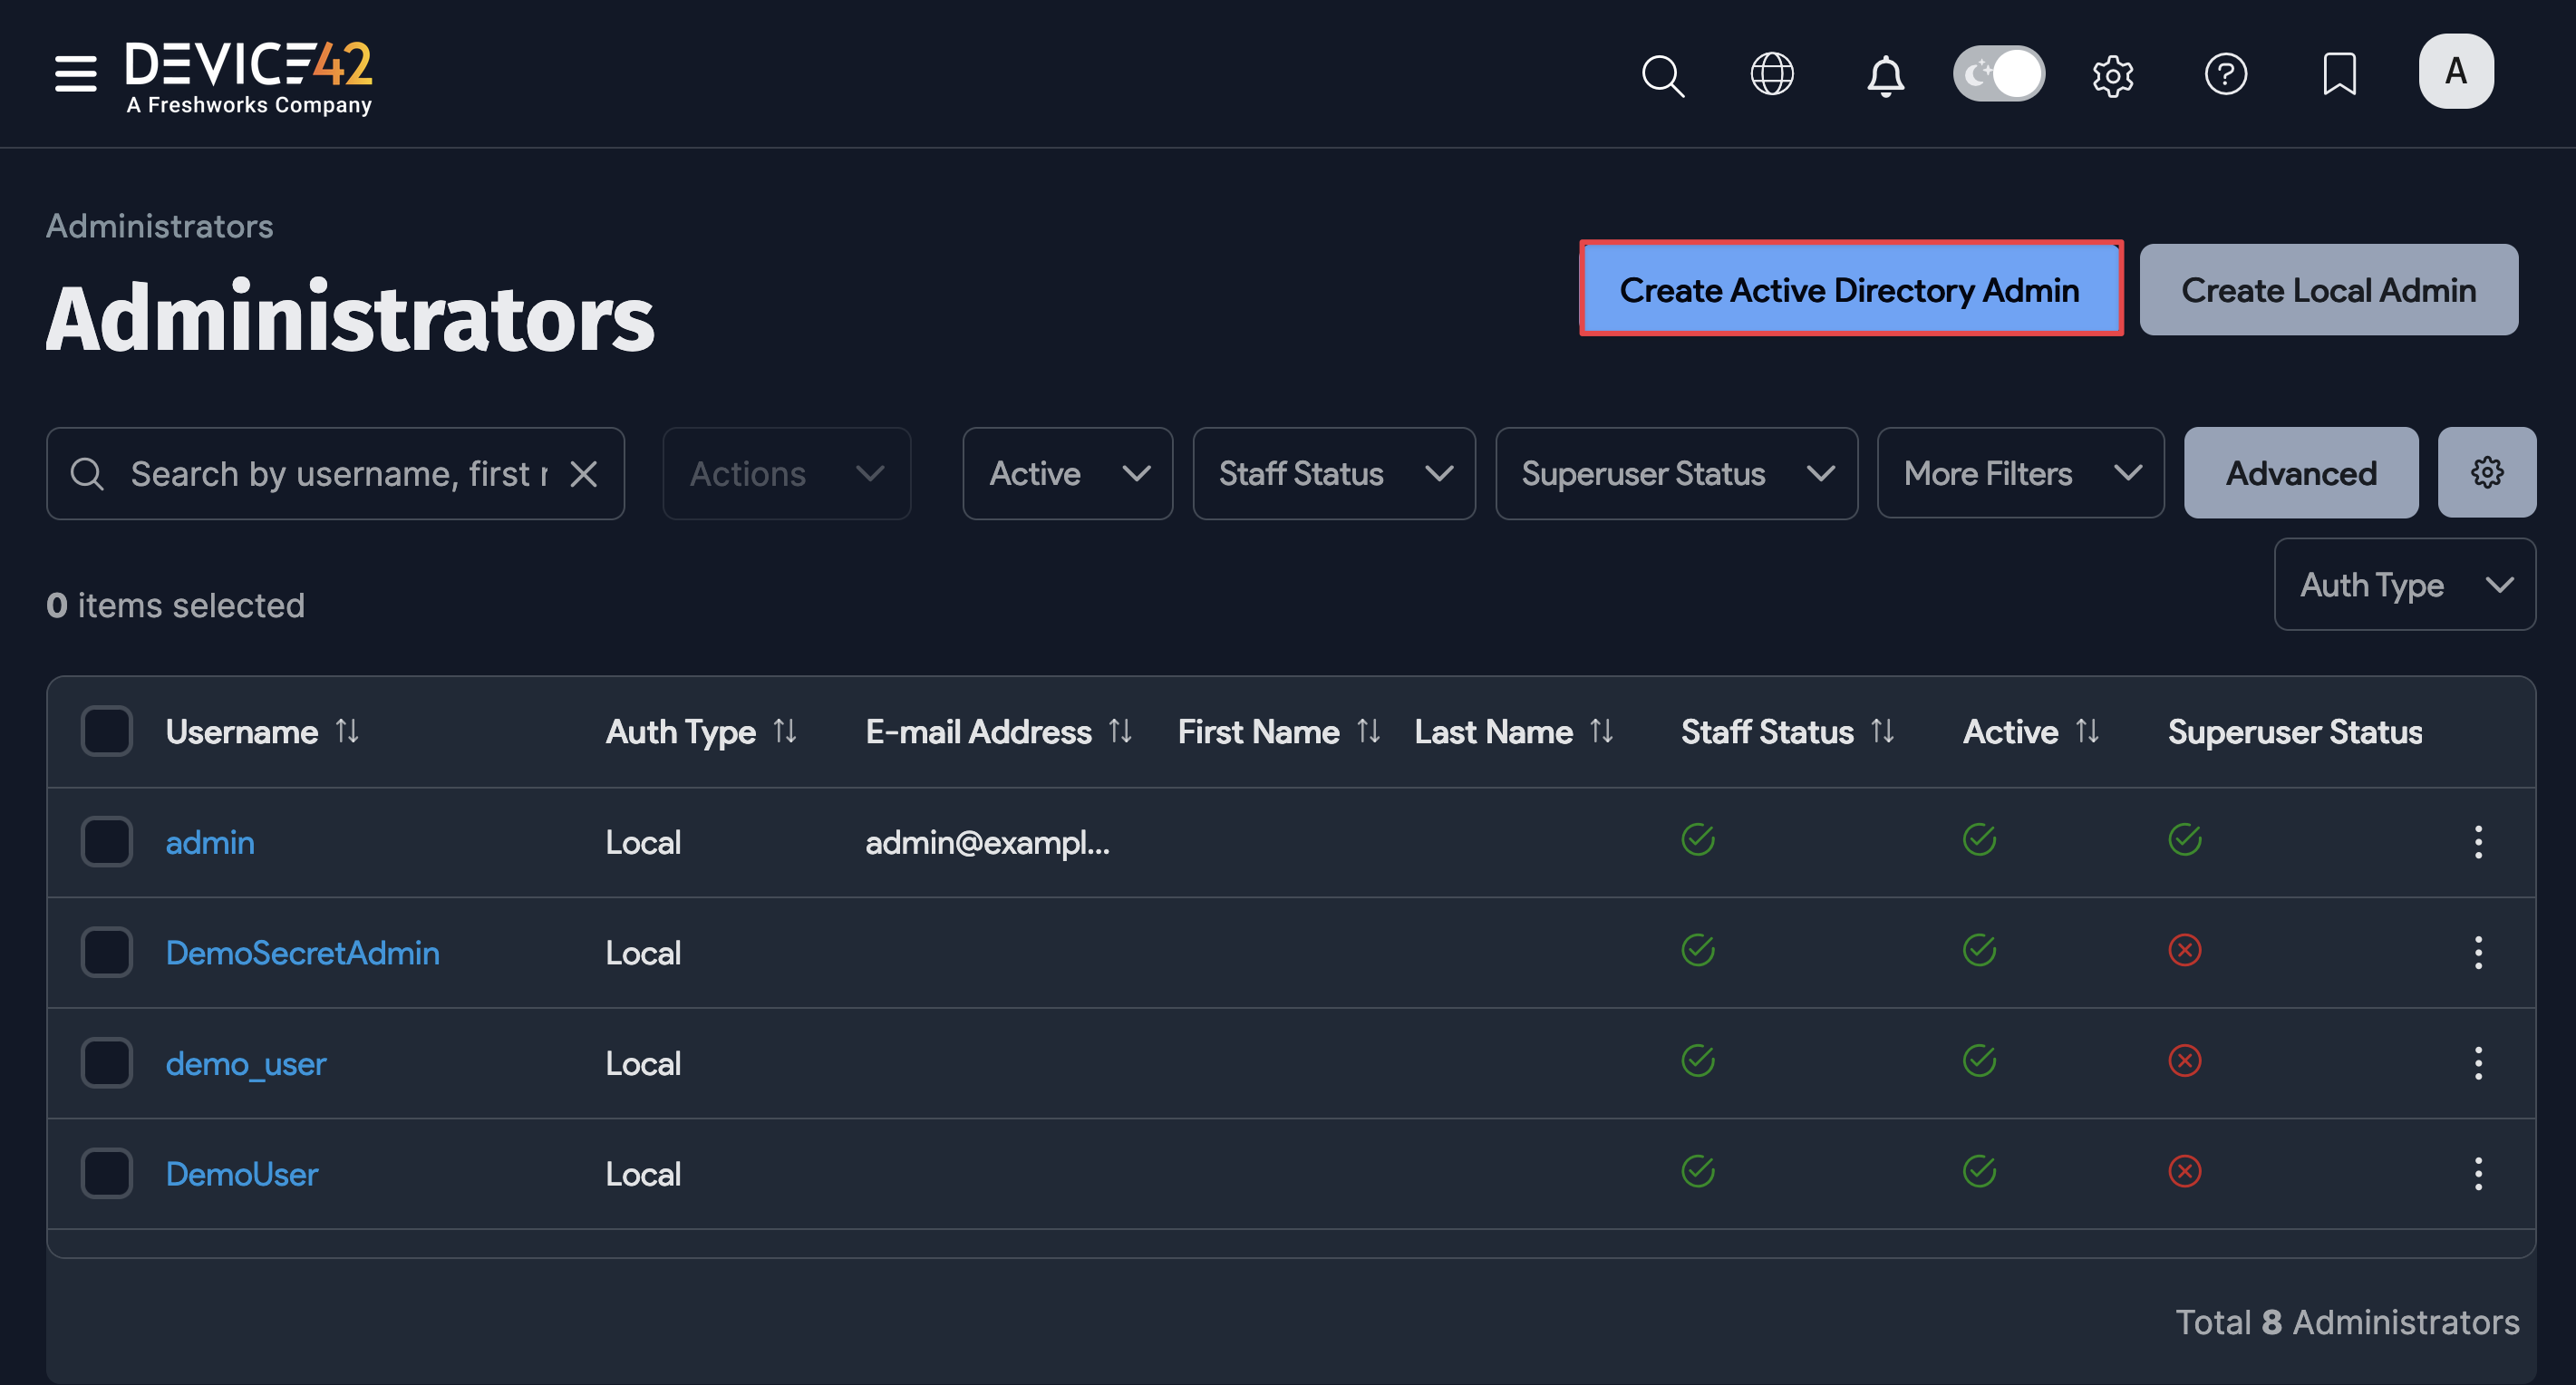 DEVICE42
A Freshworks Company
A
Administrators
Administrators
Create Active Directory Admin
Create Local Admin
Search by username, first
Actions
Active
Staff Status
Superuser Status
More Filters
Advanced
0 items selected
Auth Type
Username Auth Type E-mail Address First Name Last Name Staff Status Active Superuser Status
admin Local admin@exampl...
DemoSecretAdmin Local
demo_user Local
DemoUser Local
Total 8 Administrators